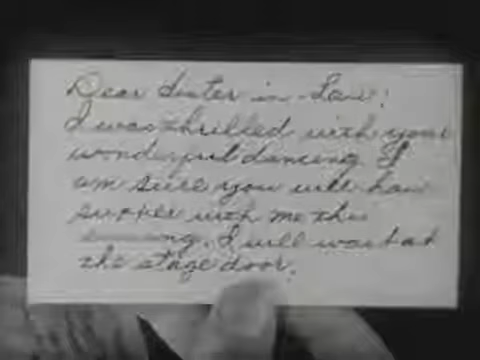 Dear Sister in-Law:
I was thrilled with your
wonderful dancing. I
am sure you will have
supper with me this
evening. I will wait at
the stage door.